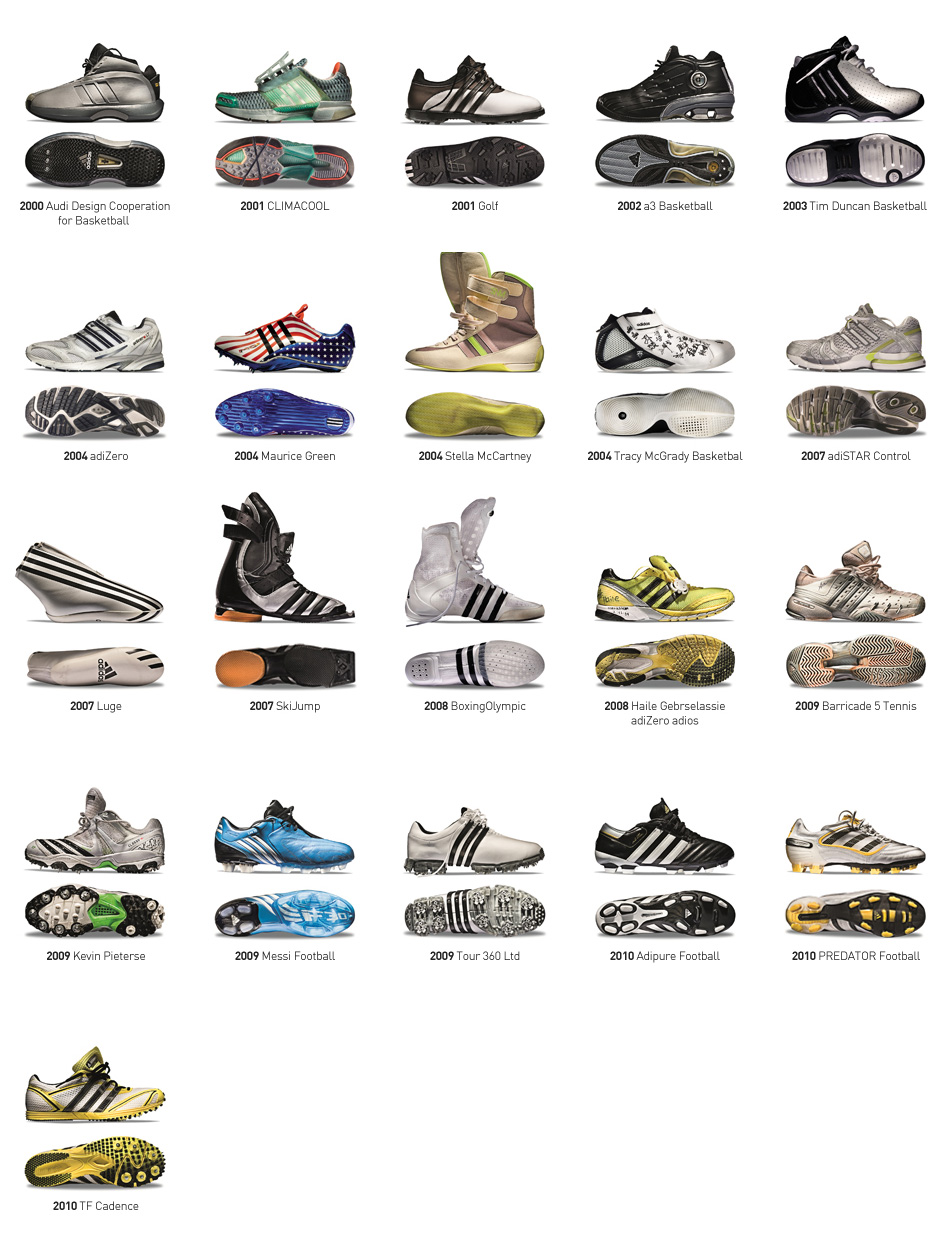 2000 Audi Design Cooperation
for Basketball
2001 CLIMACOOL
2001 Golf
2002 a3 Basketball
2003 Tim Duncan Basketball
2004 adiZero
2004 Maurice Green
2004 Stella McCartney
2004 Tracy McGrady Basketbal
2007 adiSTAR Control
2007 Luge
2007 SkiJump
2008 BoxingOlympic
2008 Haile Gebrselassie
adiZero adios
2009 Barricade 5 Tennis
2009 Kevin Pieterse
2009 Messi Football
2009 Tour 360 Ltd
2010 Adipure Football
2010 PREDATOR Football
2010 TF Cadence